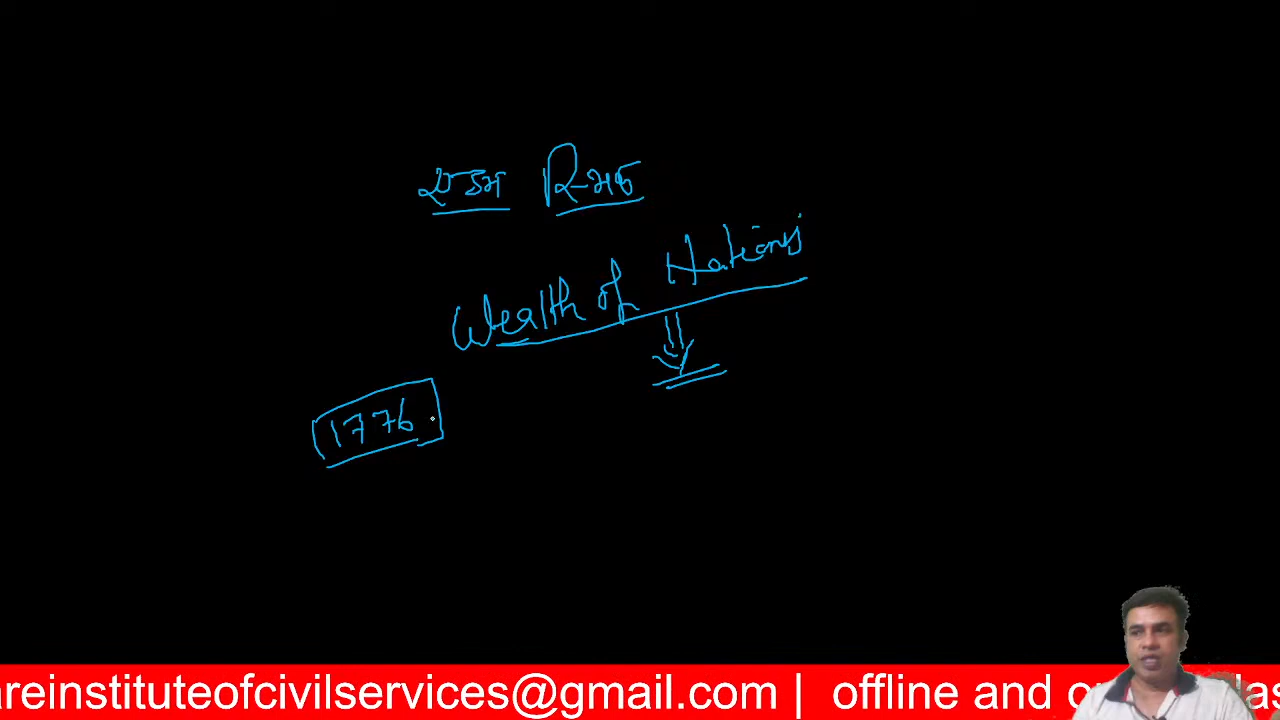 एडम स्मिथ
Wealth of Nations
1776
areinstituteofcivilservices@gmail.com | offline and